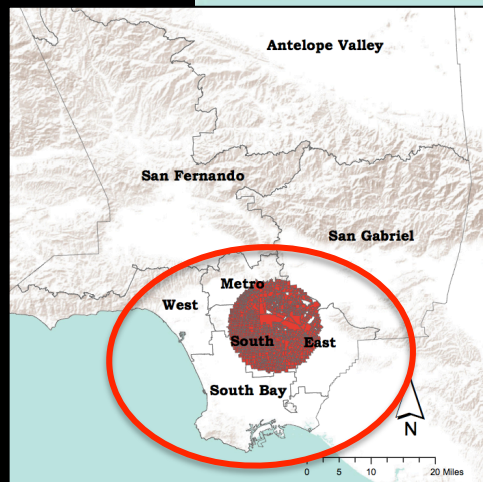 Antelope Valley
San Fernando
San Gabriel
Metro
West
South
East
South Bay
N
0 5 10 20 Miles